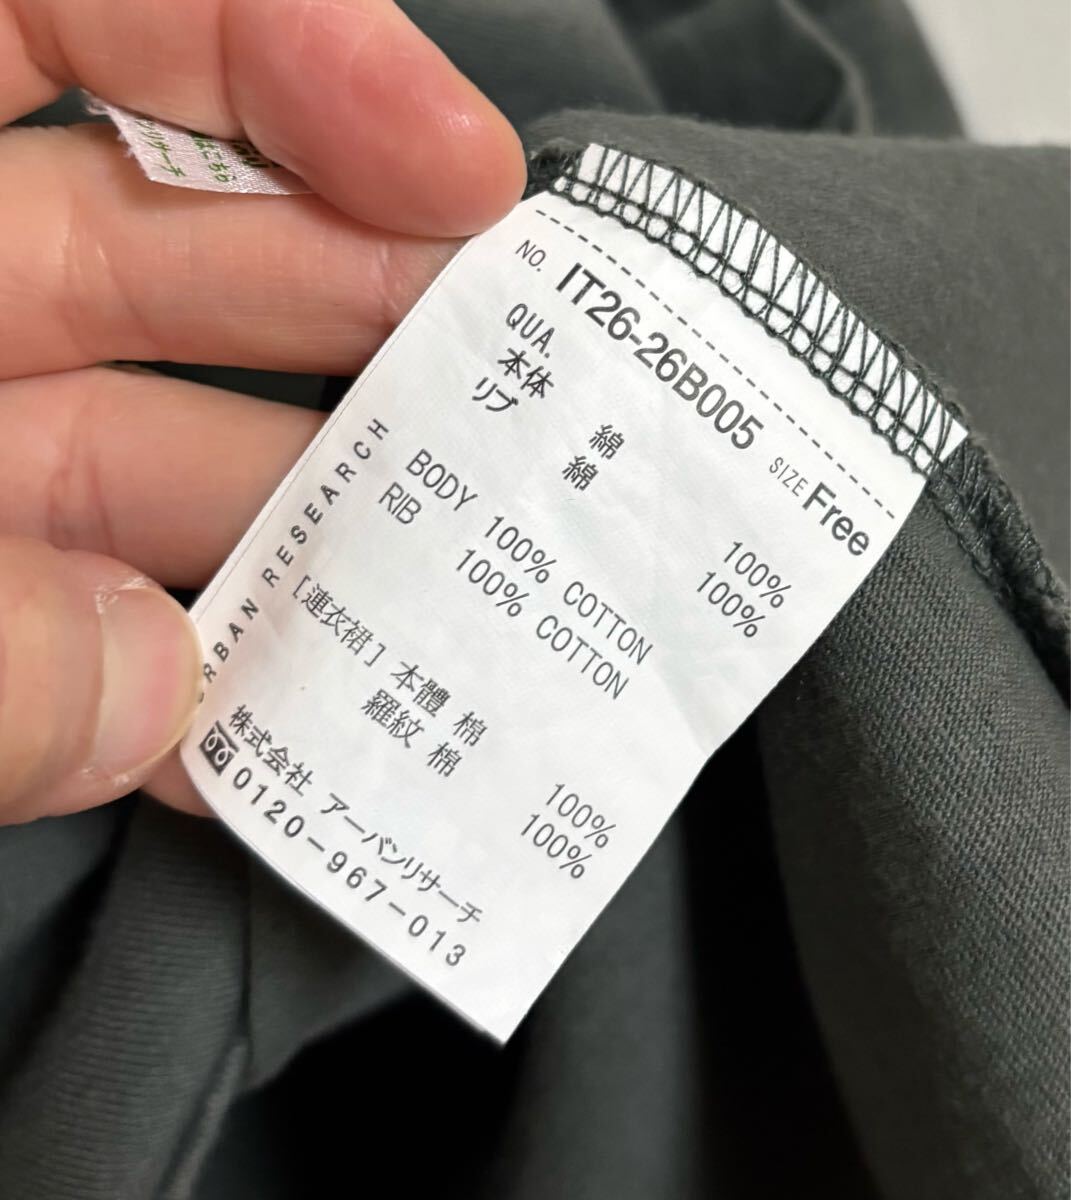 NO. IT26-26B005 SIZE Free
QUA.
本体 綿 100%
リブ 綿 100%
BODY 100% COTTON
RIB 100% COTTON
[連衣裙] 本體 棉 100%
羅紋 棉 100%
株式会社 アーバンリサーチ
0120-967-013
URBAN RESEARCH